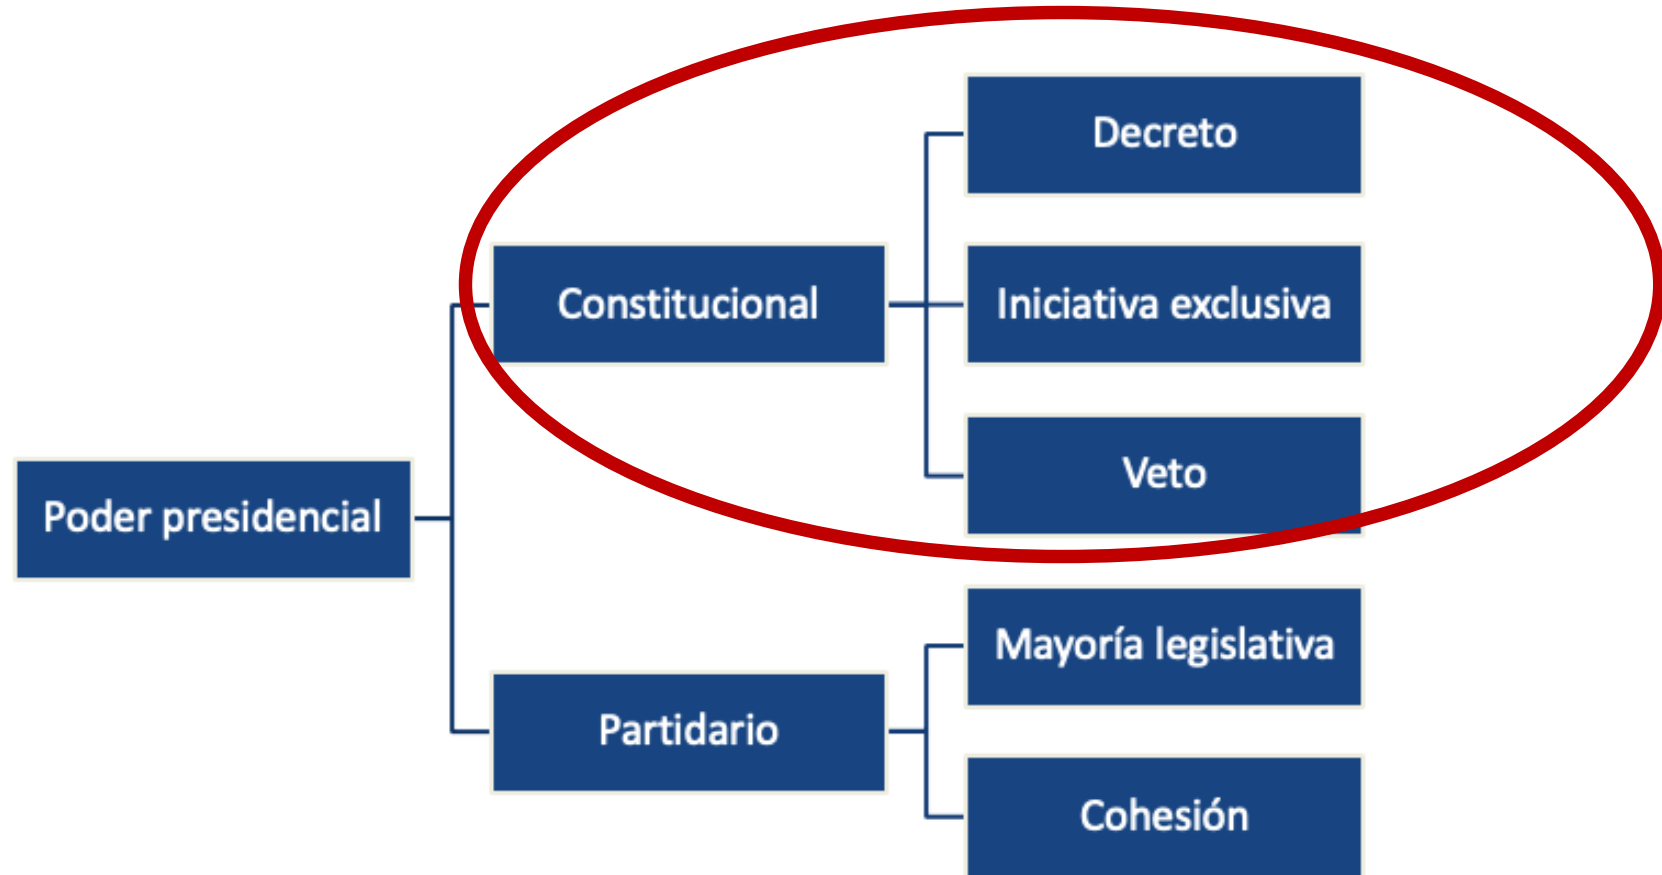 Poder presidencial
Constitucional
Decreto
Iniciativa exclusiva
Veto
Partidario
Mayoría legislativa
Cohesión